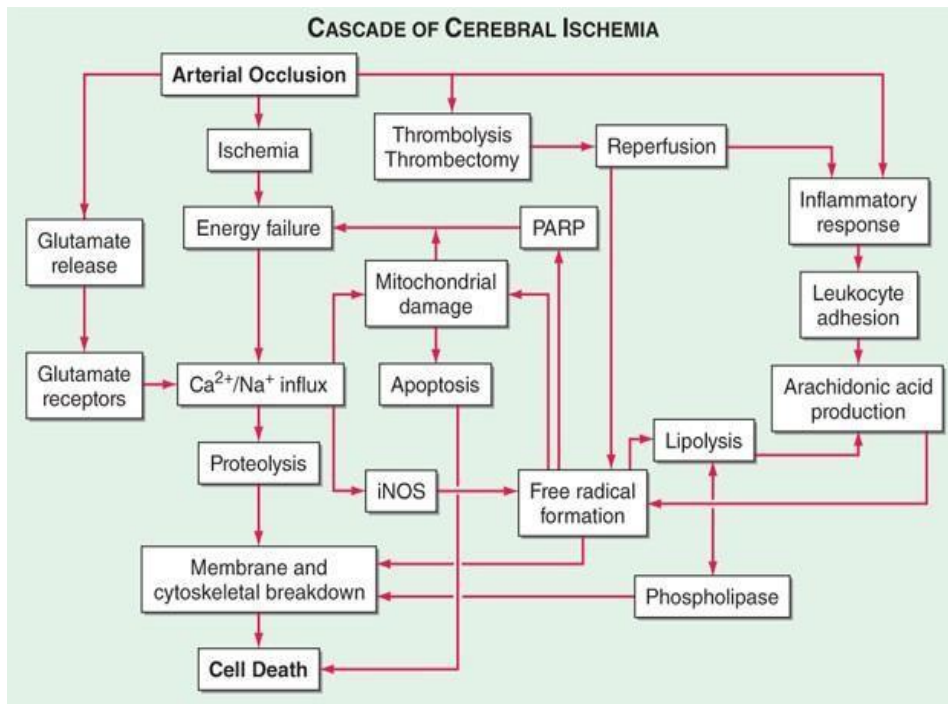 CASCADE OF CEREBRAL ISCHEMIA
Arterial Occlusion
Ischemia
Thrombolysis
Thrombectomy
Reperfusion
Inflammatory
response
Glutamate
release
Energy failure
PARP
Mitochondrial
damage
Leukocyte
adhesion
Glutamate
receptors
Ca²⁺/Na⁺ influx
Apoptosis
Arachidonic acid
production
Proteolysis
Lipolysis
iNOS
Free radical
formation
Membrane and
cytoskeletal breakdown
Phospholipase
Cell Death